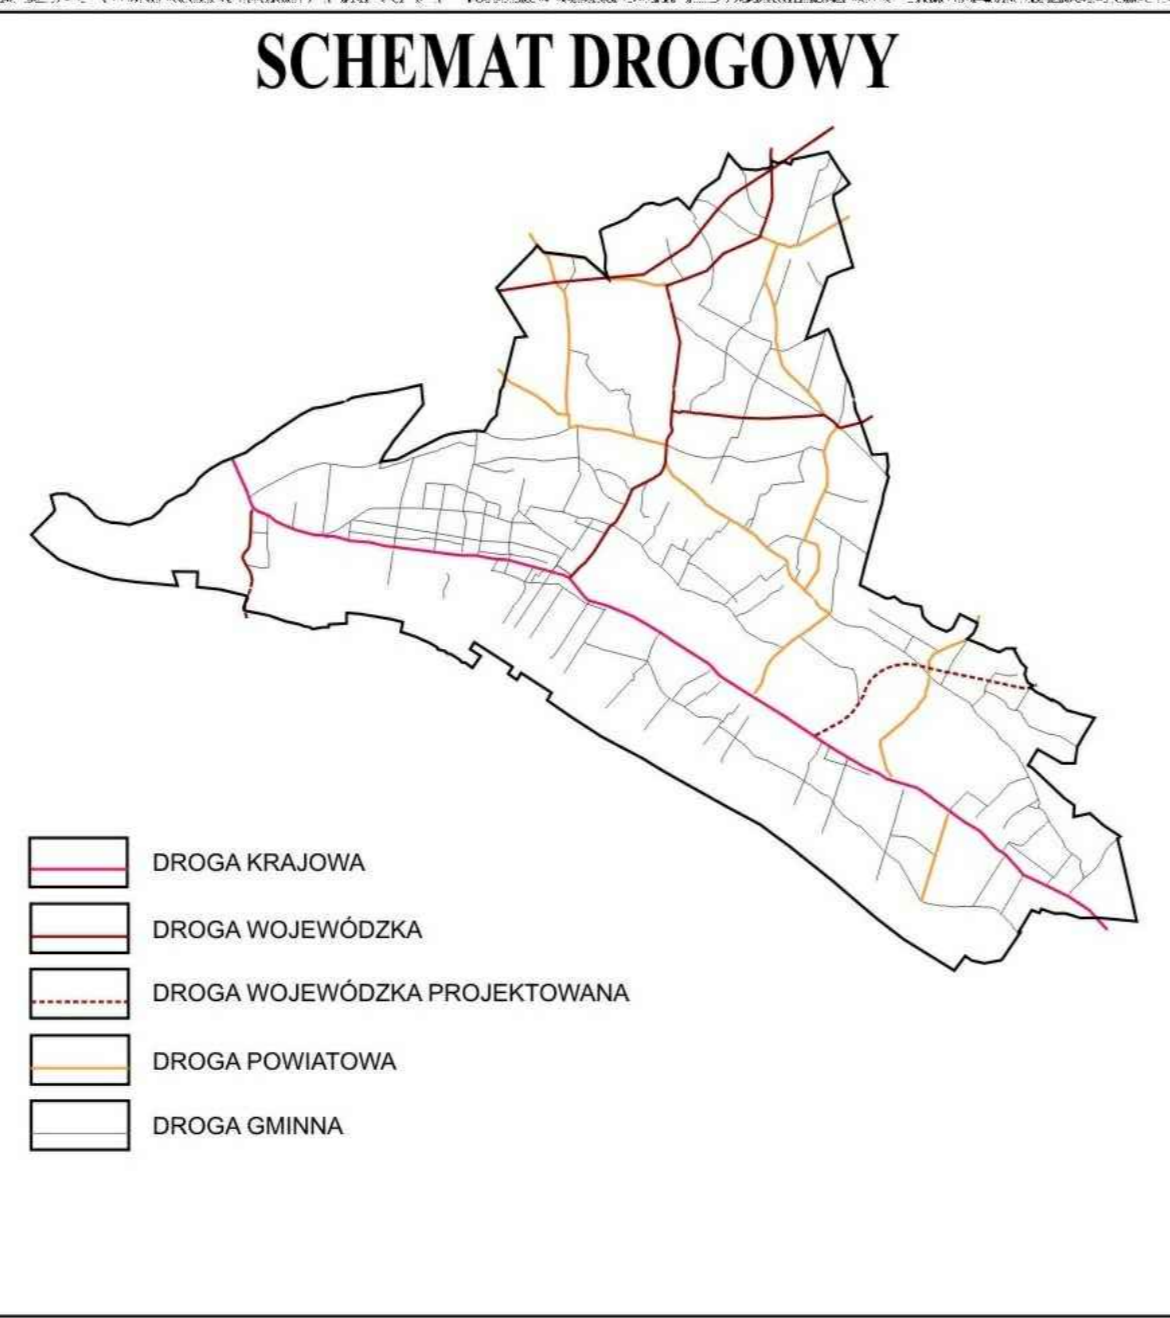 SCHEMAT DROGOWY
DROGA KRAJOWA
DROGA WOJEWÓDZKA
DROGA WOJEWÓDZKA PROJEKTOWANA
DROGA POWIATOWA
DROGA GMINNA